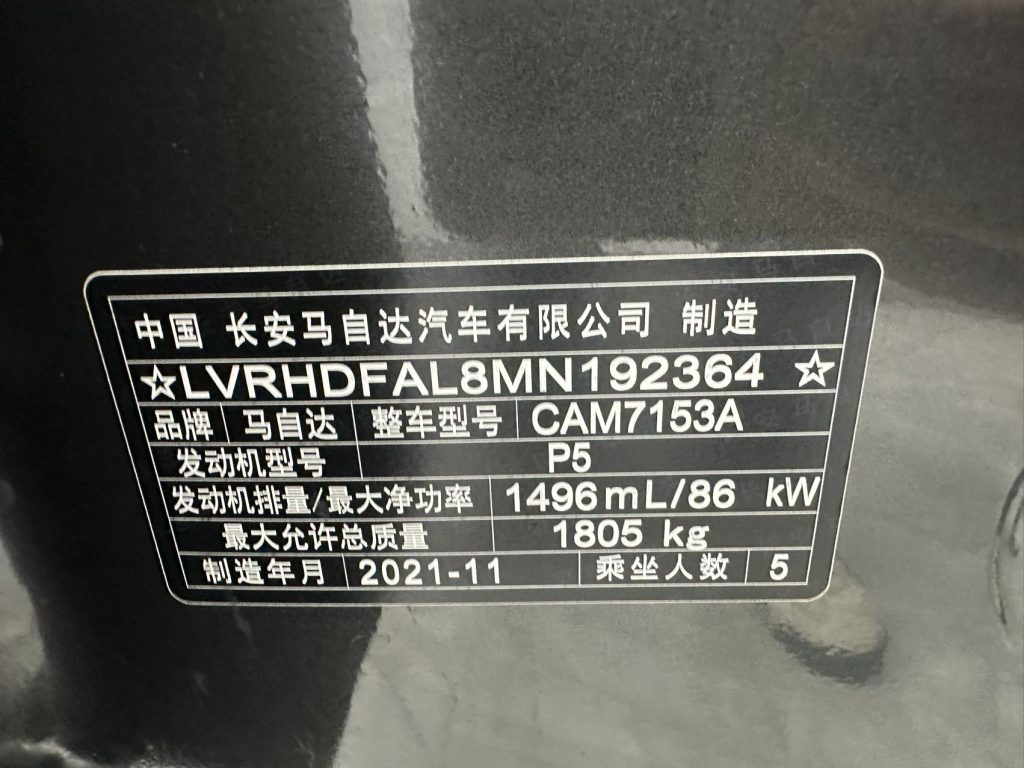 中国 长安马自达汽车有限公司 制造
☆LVRHDFAL8MN192364☆
品牌 马自达 整车型号 CAM7153A
发动机型号 P5
发动机排量/最大净功率 1496mL/86 kW
最大允许总质量 1805 kg
制造年月 2021-11 乘坐人数 5